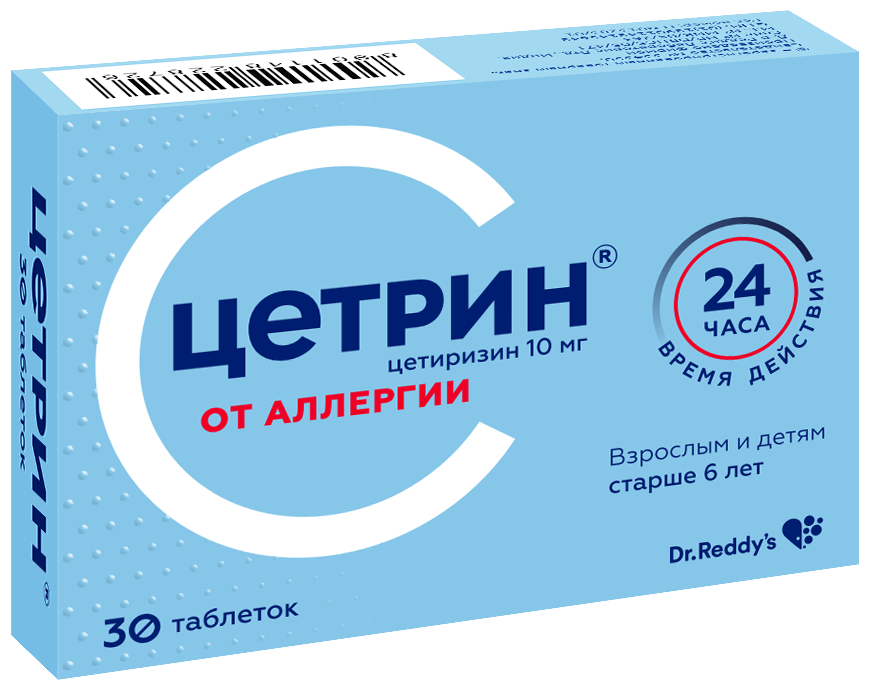 ЦЕТРИН®
цетиризин 10 мг
ОТ АЛЛЕРГИИ
24
ЧАСА
ВРЕМЯ ДЕЙСТВИЯ
Взрослым и детям
старше 6 лет
Dr.Reddy's
30 таблеток
ЦЕТРИН®
30 таблеток